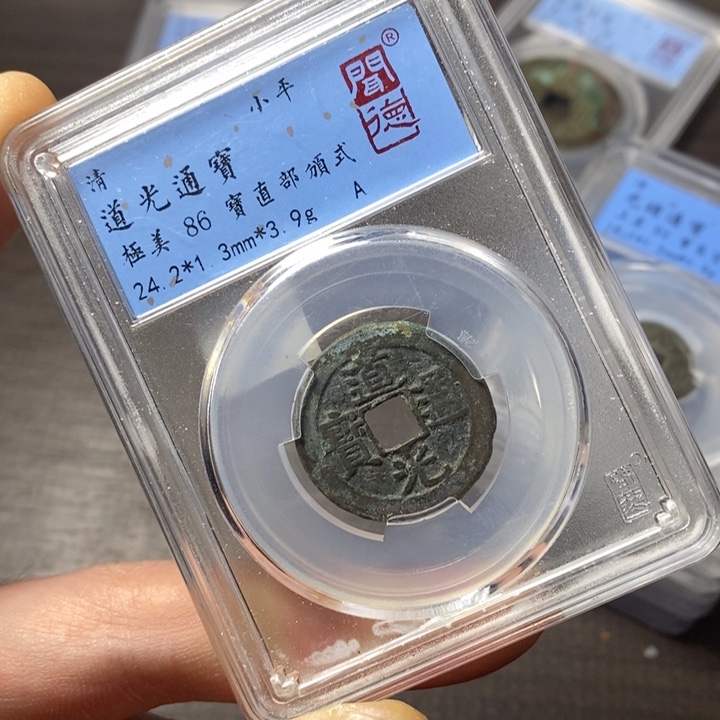 小平
聞德®
清
道光通寶
極美 86 寶直部頒式
24.2*1.3mm*3.9g A
道光通寶